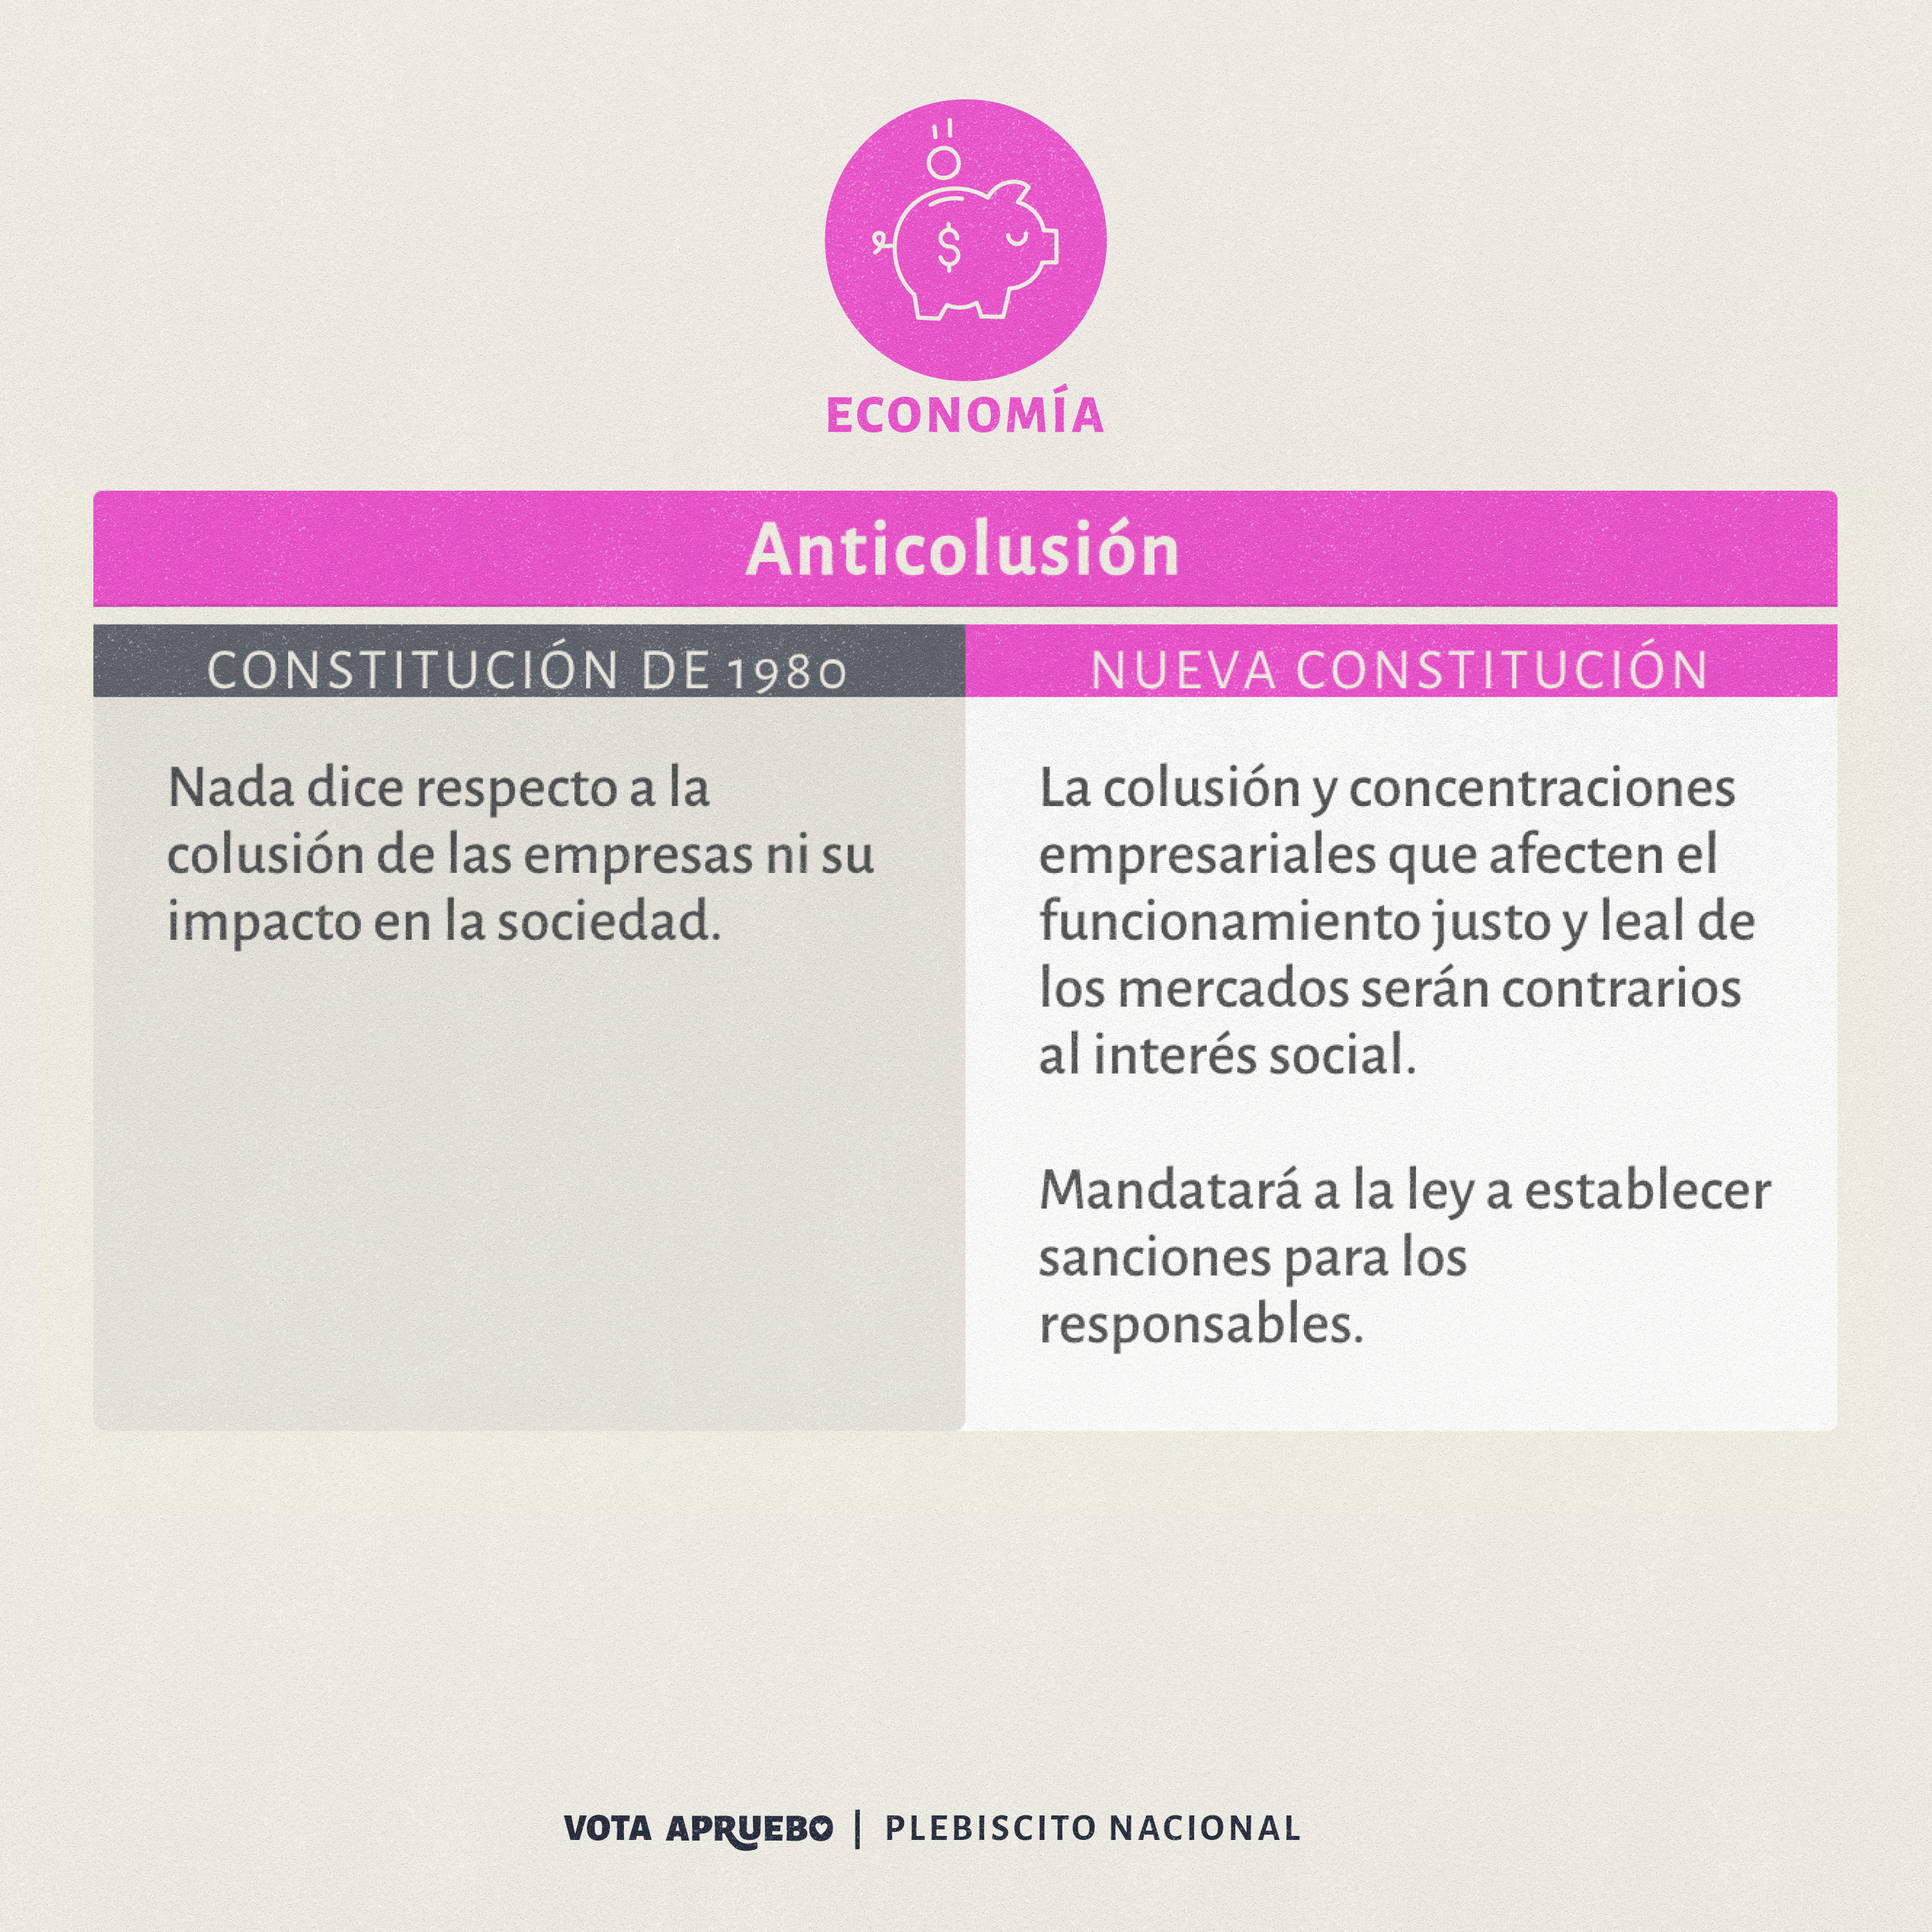 $
ECONOMÍA
Anticolusión
CONSTITUCIÓN DE 1980
Nada dice respecto a la
colusión de las empresas ni su
impacto en la sociedad.
NUEVA CONSTITUCIÓN
La colusión y concentraciones
empresariales que afecten el
funcionamiento justo y leal de
los mercados serán contrarios
al interés social.
Mandatará a la ley a establecer
sanciones para los
responsables.
VOTA APRUEBO | PLEBISCITO NACIONAL